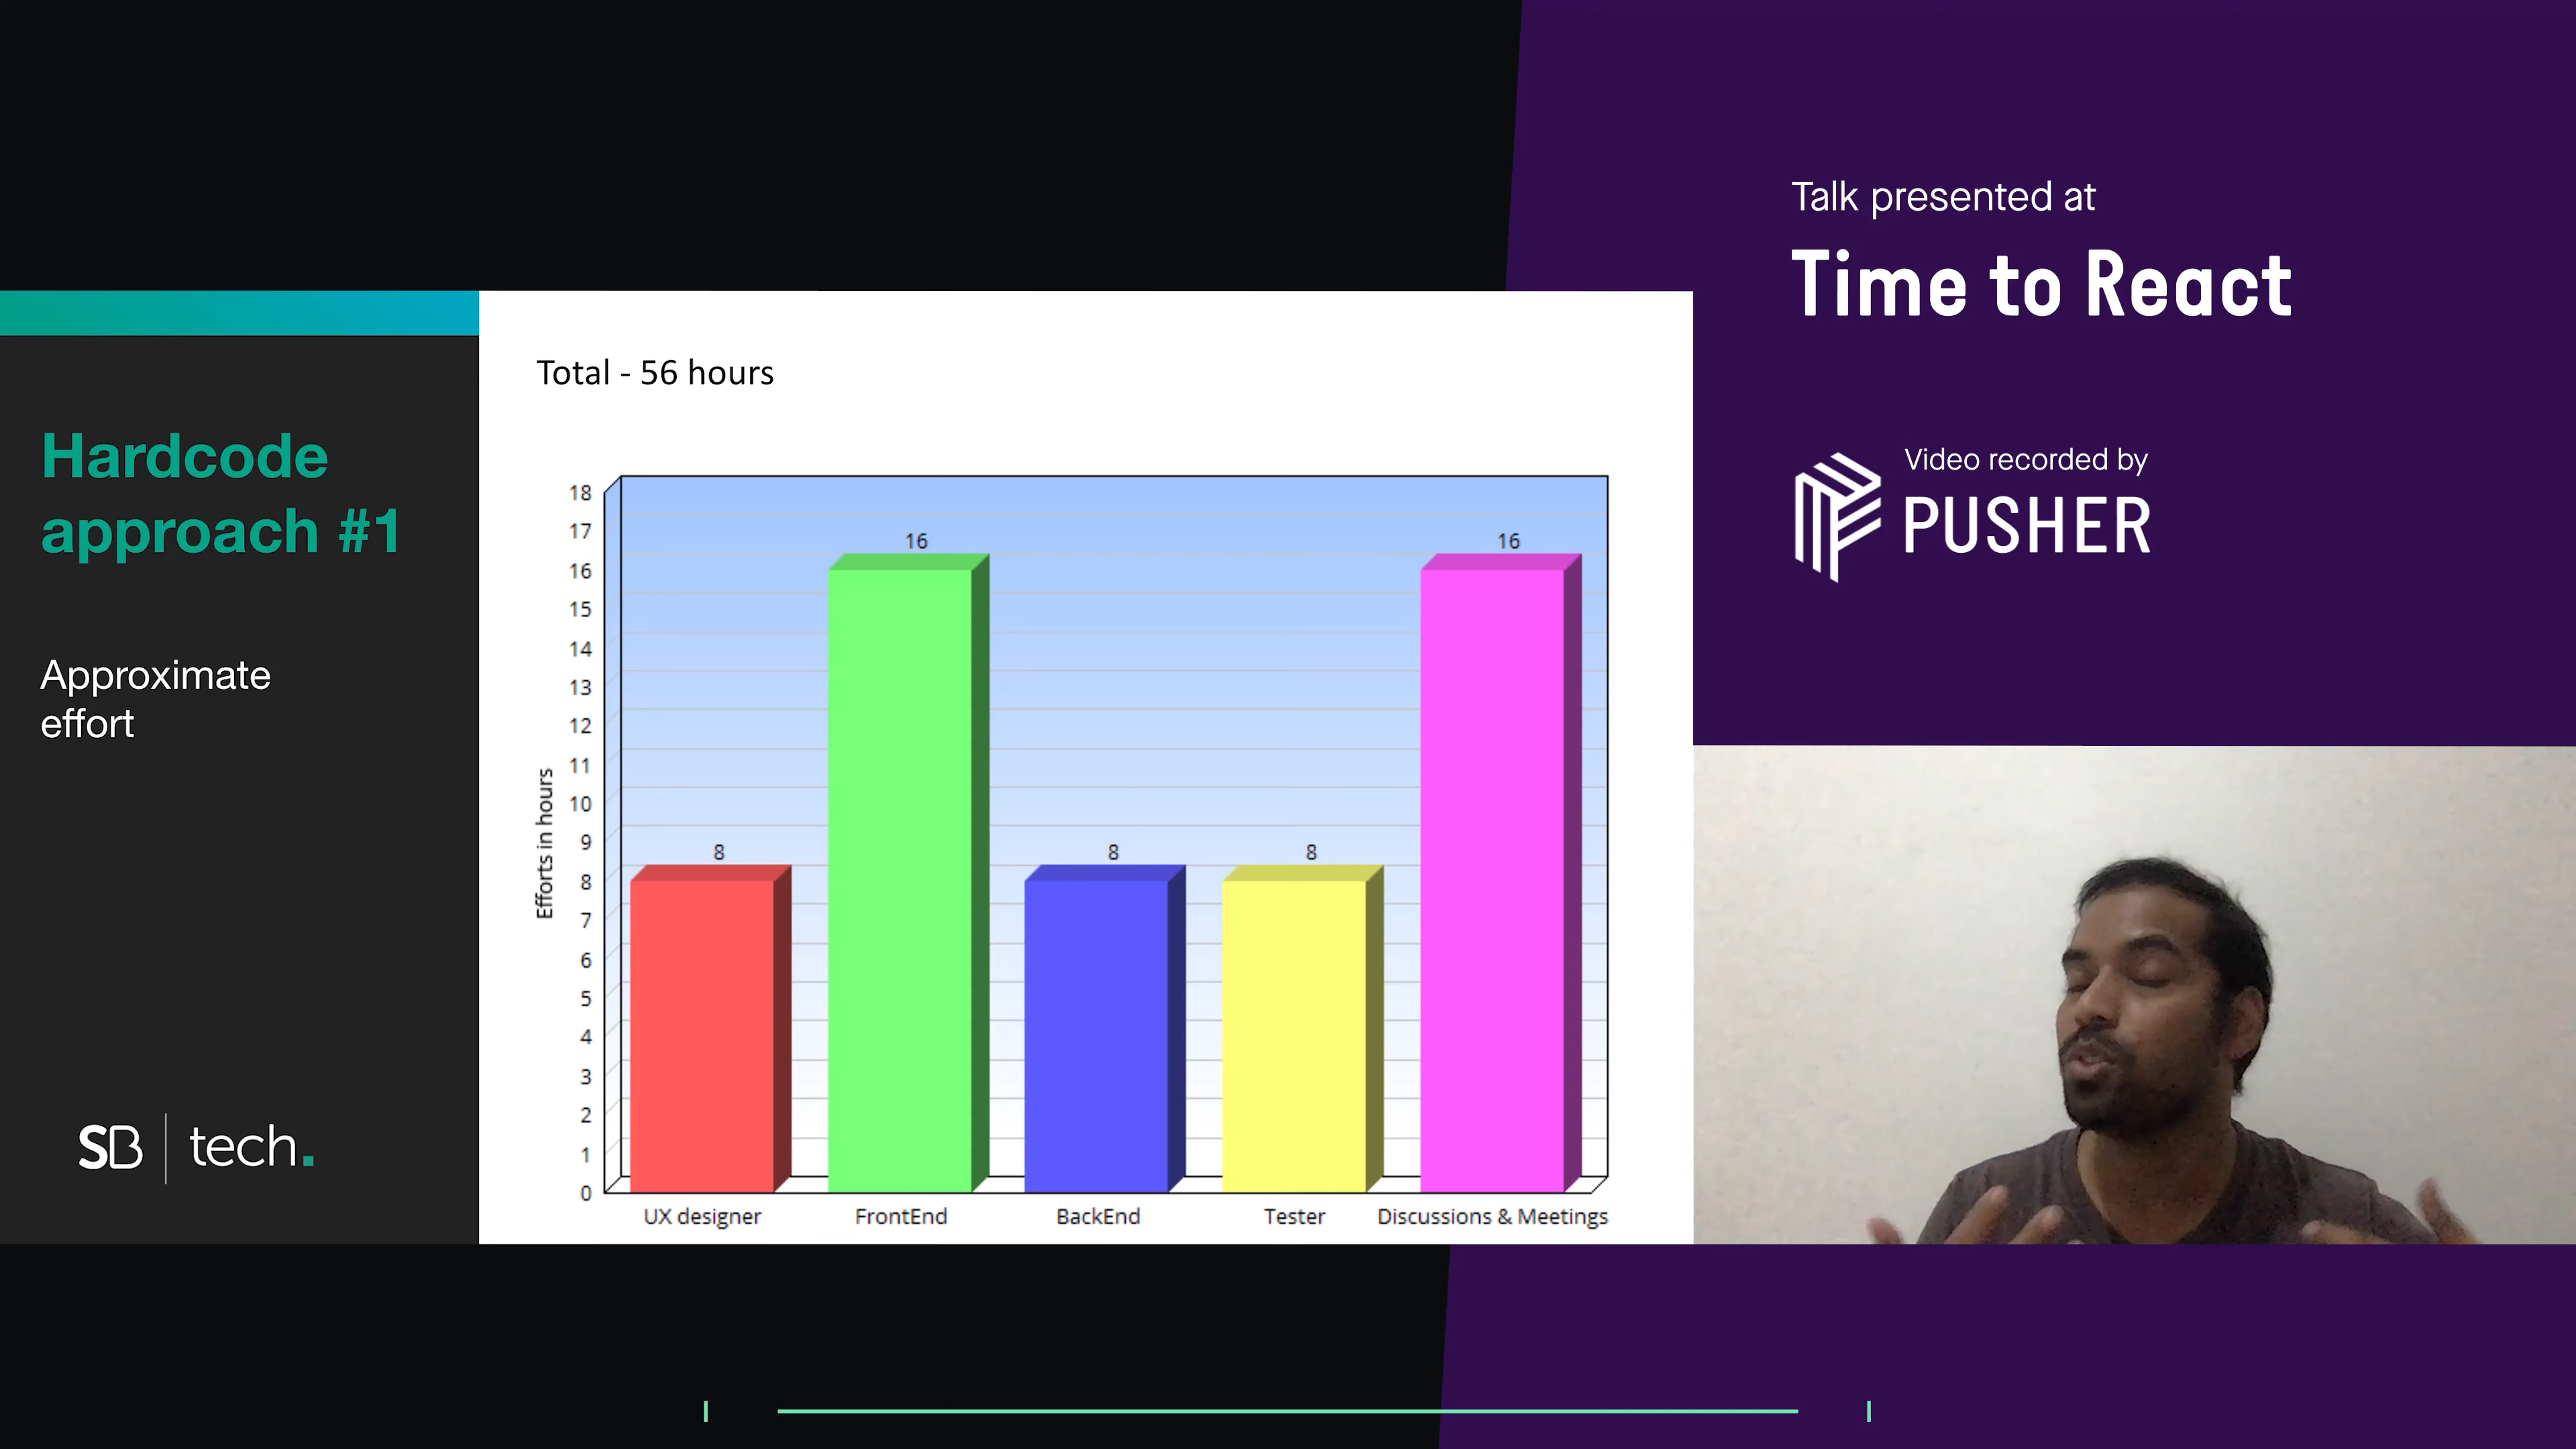 Talk presented at
Time to React
Video recorded by
PUSHER
Hardcode
approach #1
Approximate
effort
SB | tech.
Total - 56 hours
Efforts in hours
18
17
16
15
14
13
12
11
10
9
8
7
6
5
4
3
2
1
0
8
16
8
8
16
UX designer
FrontEnd
BackEnd
Tester
Discussions & Meetings